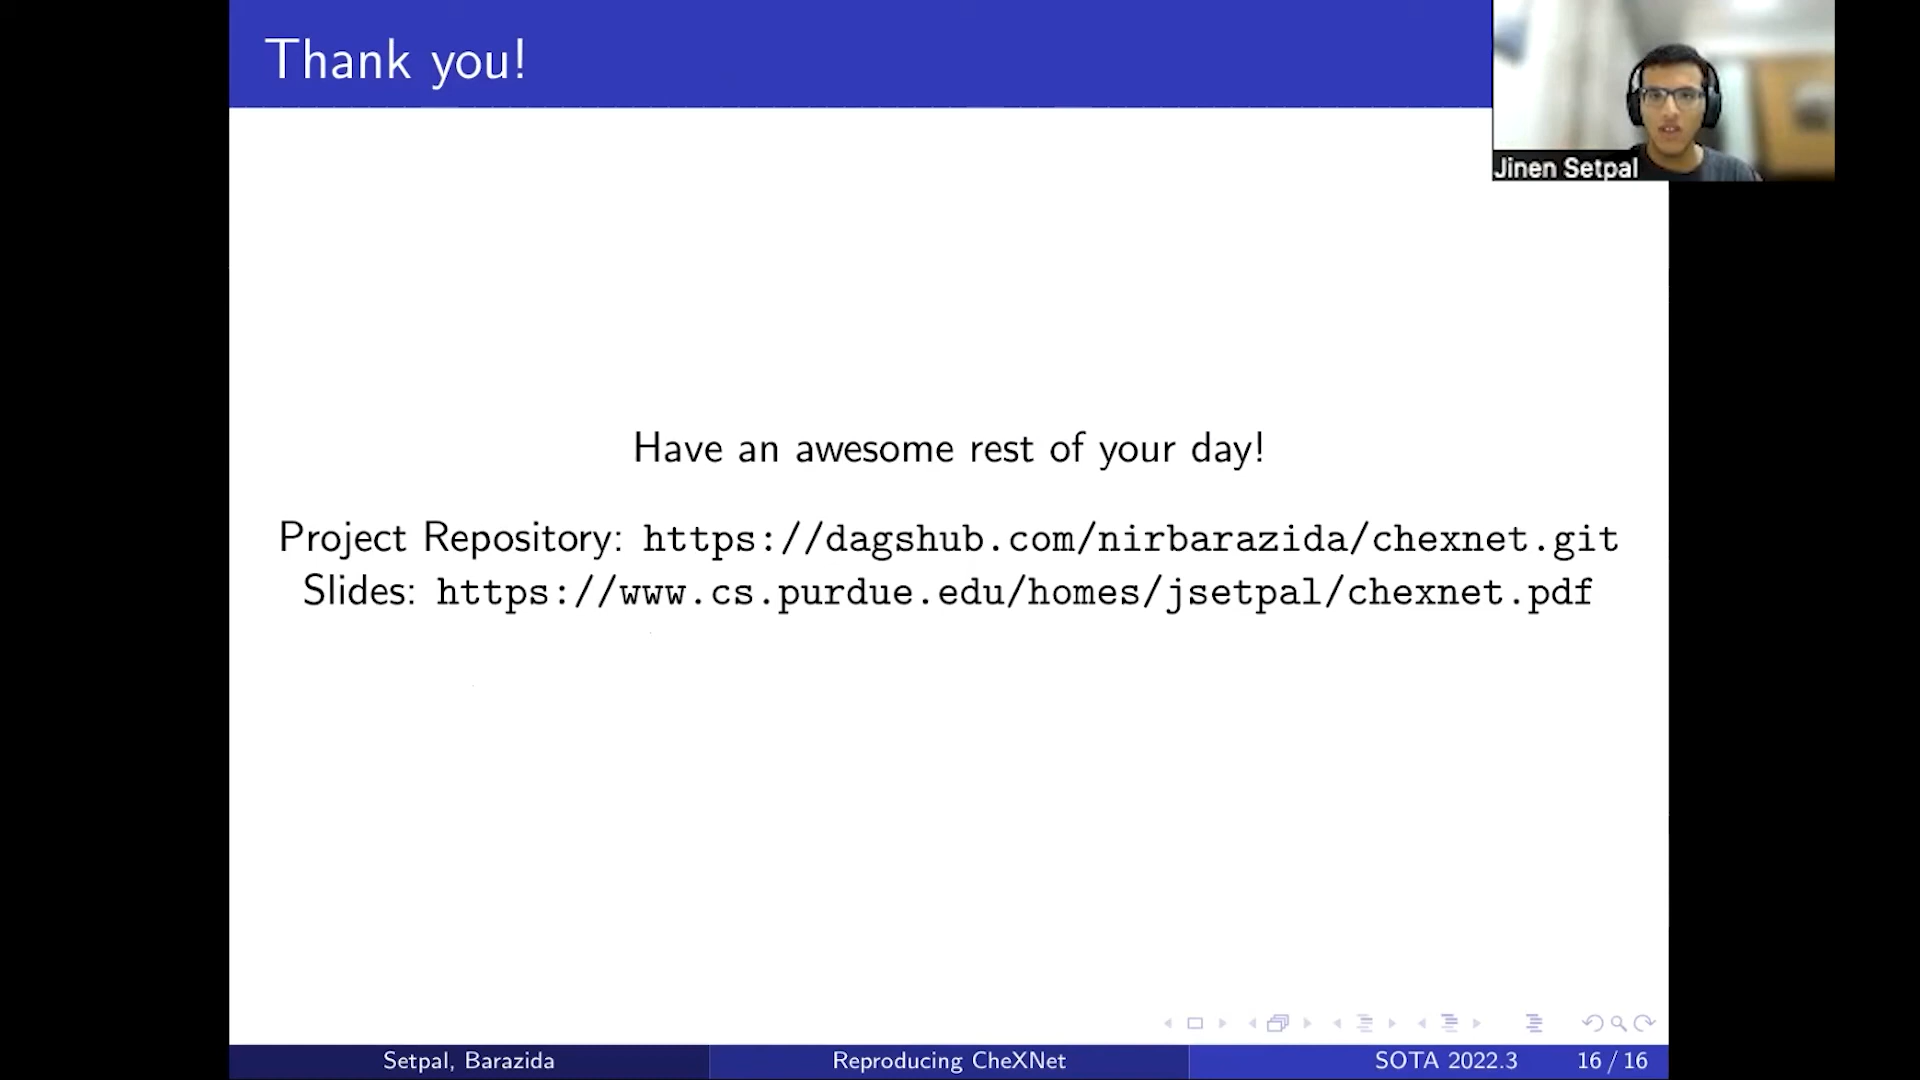 Thank you!
Jinen Setpal
Have an awesome rest of your day!
Project Repository: https://dagshub.com/nirbarazida/chexnet.git
Slides: https://www.cs.purdue.edu/homes/jsetpal/chexnet.pdf
Setpal, Barazida
Reproducing CheXNet
SOTA 2022.3
16 / 16